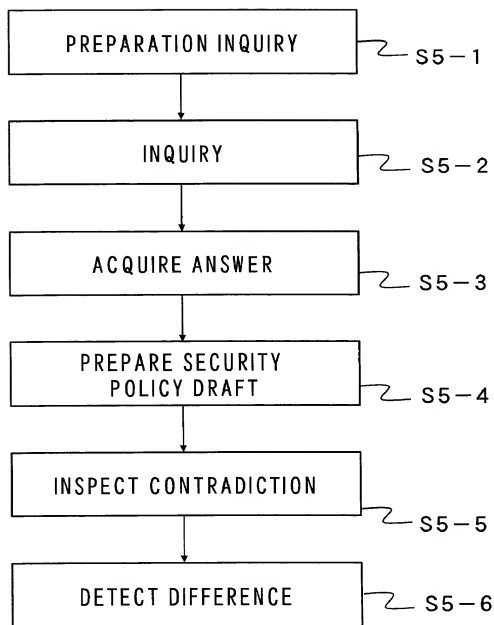 PREPARATION INQUIRY
S5-1
INQUIRY
S5-2
ACQUIRE ANSWER
S5-3
PREPARE SECURITY
POLICY DRAFT
S5-4
INSPECT CONTRADICTION
S5-5
DETECT DIFFERENCE
S5-6